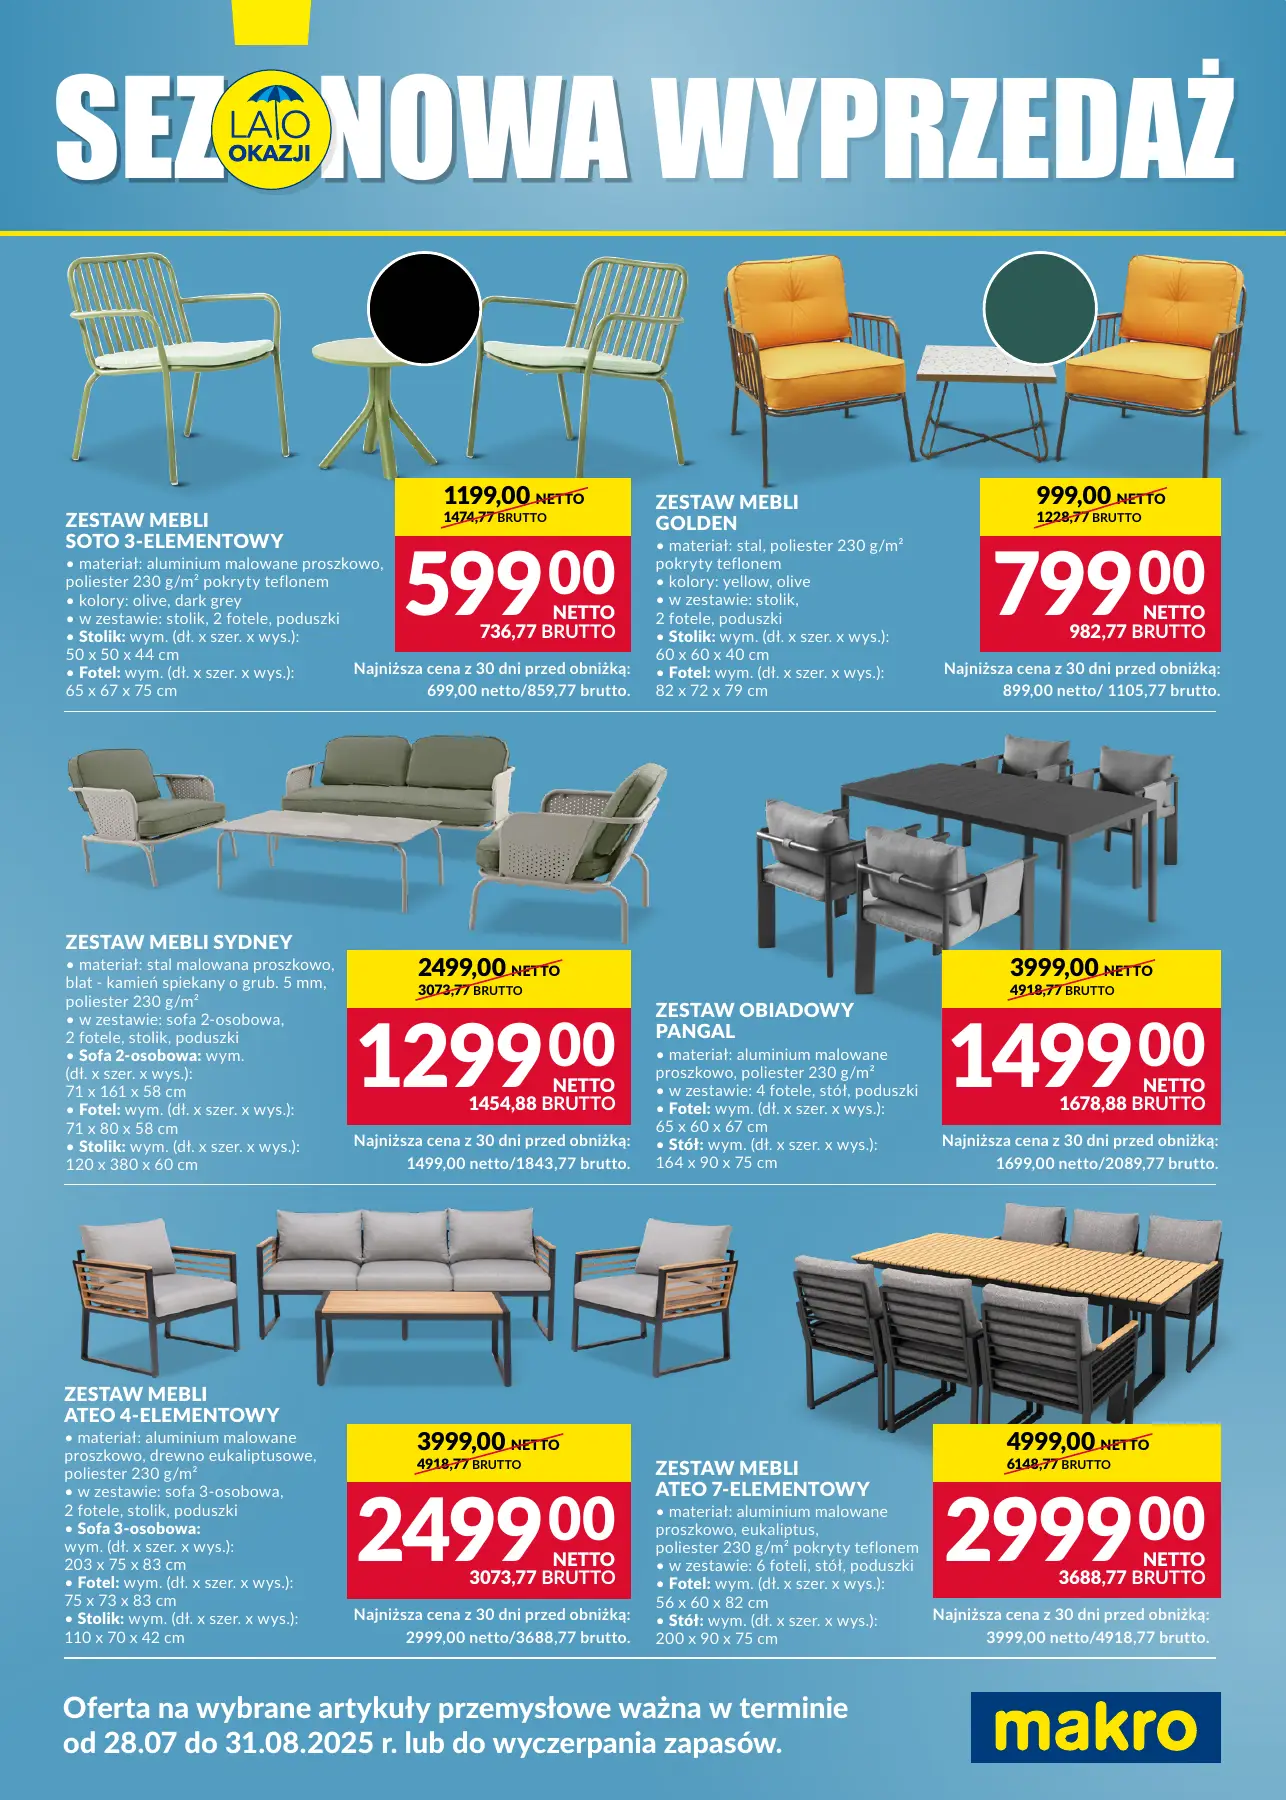 SEZONOWA WYPRZEDAŻ
LATO
OKAZJI
1199,00 NETTO
1474,77 BRUTTO
ZESTAW MEBLI
SOTO 3-ELEMENTOWY
• materiał: aluminium malowane proszkowo,
poliester 230 g/m² pokryty teflonem
• kolory: olive, dark grey
• w zestawie: stolik, 2 fotele, poduszki
• Stolik: wym. (dł. x szer. x wys.):
50 x 50 x 44 cm
• Fotel: wym. (dł. x szer. x wys.):
65 x 67 x 75 cm
599 00
NETTO
736,77 BRUTTO
Najniższa cena z 30 dni przed obniżką:
699,00 netto/859,77 brutto.
ZESTAW MEBLI
GOLDEN
• materiał: stal, poliester 230 g/m²
pokryty teflonem
• kolory: yellow, olive
• w zestawie: stolik,
2 fotele, poduszki
• Stolik: wym. (dł. x szer. x wys.):
60 x 60 x 40 cm
• Fotel: wym. (dł. x szer. x wys.):
82 x 72 x 79 cm
999,00 NETTO
1228,77 BRUTTO
799 00
NETTO
982,77 BRUTTO
Najniższa cena z 30 dni przed obniżką:
899,00 netto/ 1105,77 brutto.
ZESTAW MEBLI SYDNEY
• materiał: stal malowana proszkowo,
blat - kamień spiekany o grub. 5 mm,
poliester 230 g/m²
• w zestawie: sofa 2-osobowa,
2 fotele, stolik, poduszki
• Sofa 2-osobowa: wym.
(dł. x szer. x wys.):
71 x 161 x 58 cm
• Fotel: wym. (dł. x szer. x wys.):
71 x 80 x 58 cm
• Stolik: wym. (dł. x szer. x wys.):
120 x 380 x 60 cm
2499,00 NETTO
3073,77 BRUTTO
1299 00
NETTO
1454,88 BRUTTO
Najniższa cena z 30 dni przed obniżką:
1499,00 netto/1843,77 brutto.
ZESTAW OBIADOWY
PANGAL
• materiał: aluminium malowane
proszkowo, poliester 230 g/m²
• w zestawie: 4 fotele, stół, poduszki
• Fotel: wym. (dł. x szer. x wys.):
65 x 60 x 67 cm
• Stół: wym. (dł. x szer. x wys.):
164 x 90 x 75 cm
3999,00 NETTO
4918,77 BRUTTO
1499 00
NETTO
1678,88 BRUTTO
Najniższa cena z 30 dni przed obniżką:
1699,00 netto/2089,77 brutto.
ZESTAW MEBLI
ATEO 4-ELEMENTOWY
• materiał: aluminium malowane
proszkowo, drewno eukaliptusowe,
poliester 230 g/m²
• w zestawie: sofa 3-osobowa,
2 fotele, stolik, poduszki
• Sofa 3-osobowa:
wym. (dł. x szer. x wys.):
203 x 75 x 83 cm
• Fotel: wym. (dł. x szer. x wys.):
75 x 73 x 83 cm
• Stolik: wym. (dł. x szer. x wys.):
110 x 70 x 42 cm
3999,00 NETTO
4918,77 BRUTTO
2499 00
NETTO
3073,77 BRUTTO
Najniższa cena z 30 dni przed obniżką:
2999,00 netto/3688,77 brutto.
ZESTAW MEBLI
ATEO 7-ELEMENTOWY
• materiał: aluminium malowane
proszkowo, eukaliptus,
poliester 230 g/m² pokryty teflonem
• w zestawie: 6 foteli, stół, poduszki
• Fotel: wym. (dł. x szer. x wys.):
56 x 60 x 82 cm
• Stół: wym. (dł. x szer. x wys.):
200 x 90 x 75 cm
4999,00 NETTO
6148,77 BRUTTO
2999 00
NETTO
3688,77 BRUTTO
Najniższa cena z 30 dni przed obniżką:
3999,00 netto/4918,77 brutto.
Oferta na wybrane artykuły przemysłowe ważna w terminie
od 28.07 do 31.08.2025 r. lub do wyczerpania zapasów.
makro